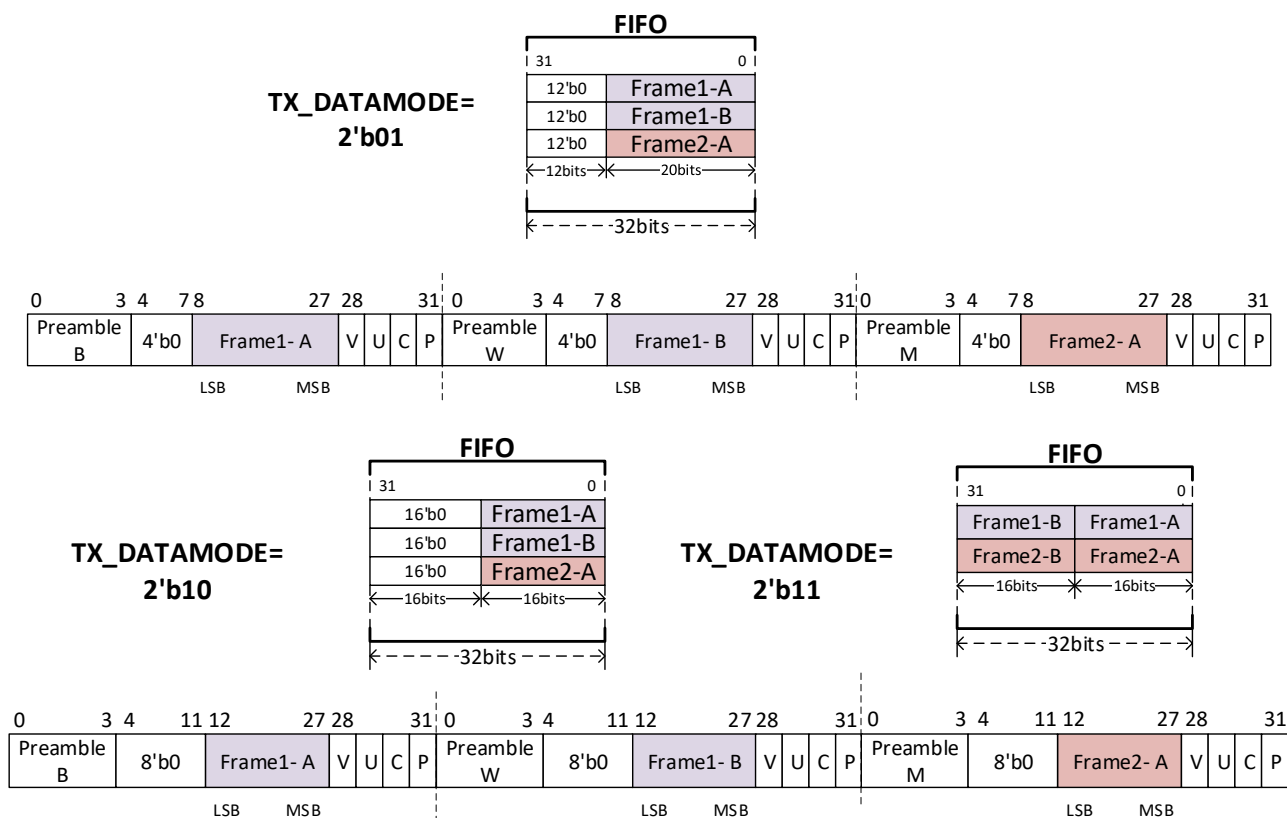 FIFO
31 0
TX_DATAMODE=
2'b01
12'b0 Frame1-A
12'b0 Frame1-B
12'b0 Frame2-A
12bits 20bits
32bits
0 3 4 7 8 27 28 31 0 3 4 7 8 27 28 31 0 3 4 7 8 27 28 31
Preamble B 4'b0 Frame1- A V U C P Preamble W 4'b0 Frame1- B V U C P Preamble M 4'b0 Frame2- A V U C P
LSB MSB LSB MSB LSB MSB
FIFO
31 0
TX_DATAMODE=
2'b10
16'b0 Frame1-A
16'b0 Frame1-B
16'b0 Frame2-A
16bits 16bits
32bits
FIFO
31 0
TX_DATAMODE=
2'b11
Frame1-B Frame1-A
Frame2-B Frame2-A
16bits 16bits
32bits
0 3 4 11 12 27 28 31 0 3 4 11 12 27 28 31 0 3 4 11 12 27 28 31
Preamble B 8'b0 Frame1- A V U C P Preamble W 8'b0 Frame1- B V U C P Preamble M 8'b0 Frame2- A V U C P
LSB MSB LSB MSB LSB MSB